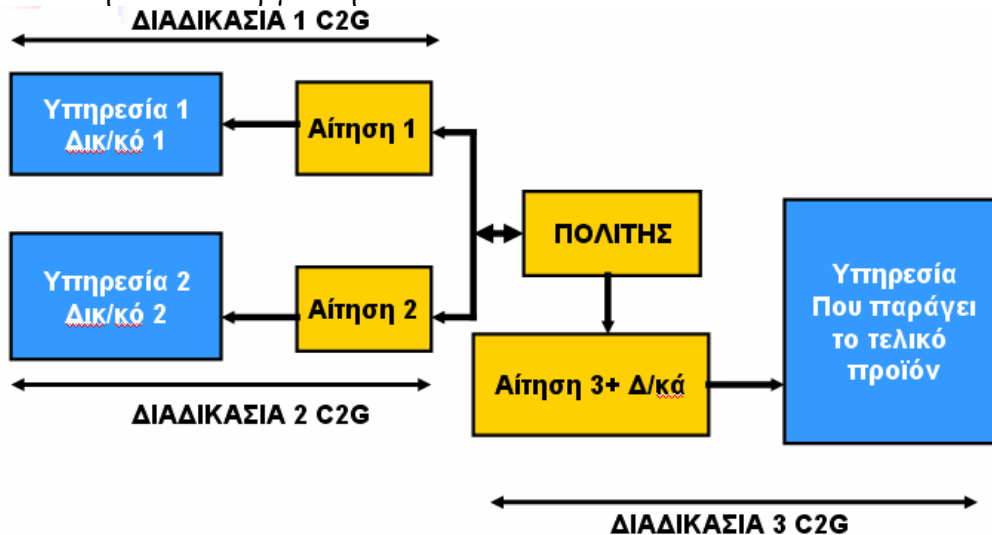 ΔΙΑΔΙΚΑΣΙΑ 1 C2G
Υπηρεσία 1
Δικ/κό 1
Αίτηση 1
ΠΟΛΙΤΗΣ
Υπηρεσία 2
Δικ/κό 2
Αίτηση 2
Υπηρεσία
Που παράγει
το τελικό
προϊόν
Αίτηση 3+ Δ/κά
ΔΙΑΔΙΚΑΣΙΑ 2 C2G
ΔΙΑΔΙΚΑΣΙΑ 3 C2G